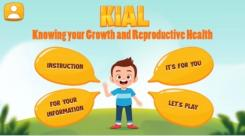 KIAL
Knowing your Growth and Reproductive Health
INSTRUCTION
IT'S FOR YOU
FOR YOUR
INFORMATION
LET'S PLAY